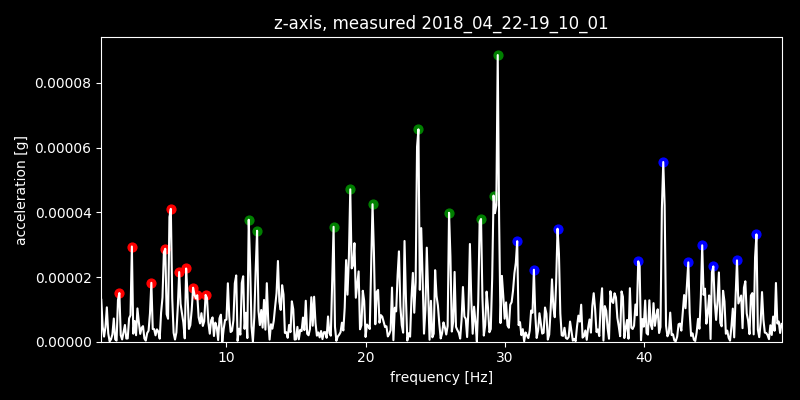 z-axis, measured 2018_04_22-19_10_01
0.00008
0.00006
0.00004
0.00002
0.00000
acceleration [g]
10 20 30 40
frequency [Hz]